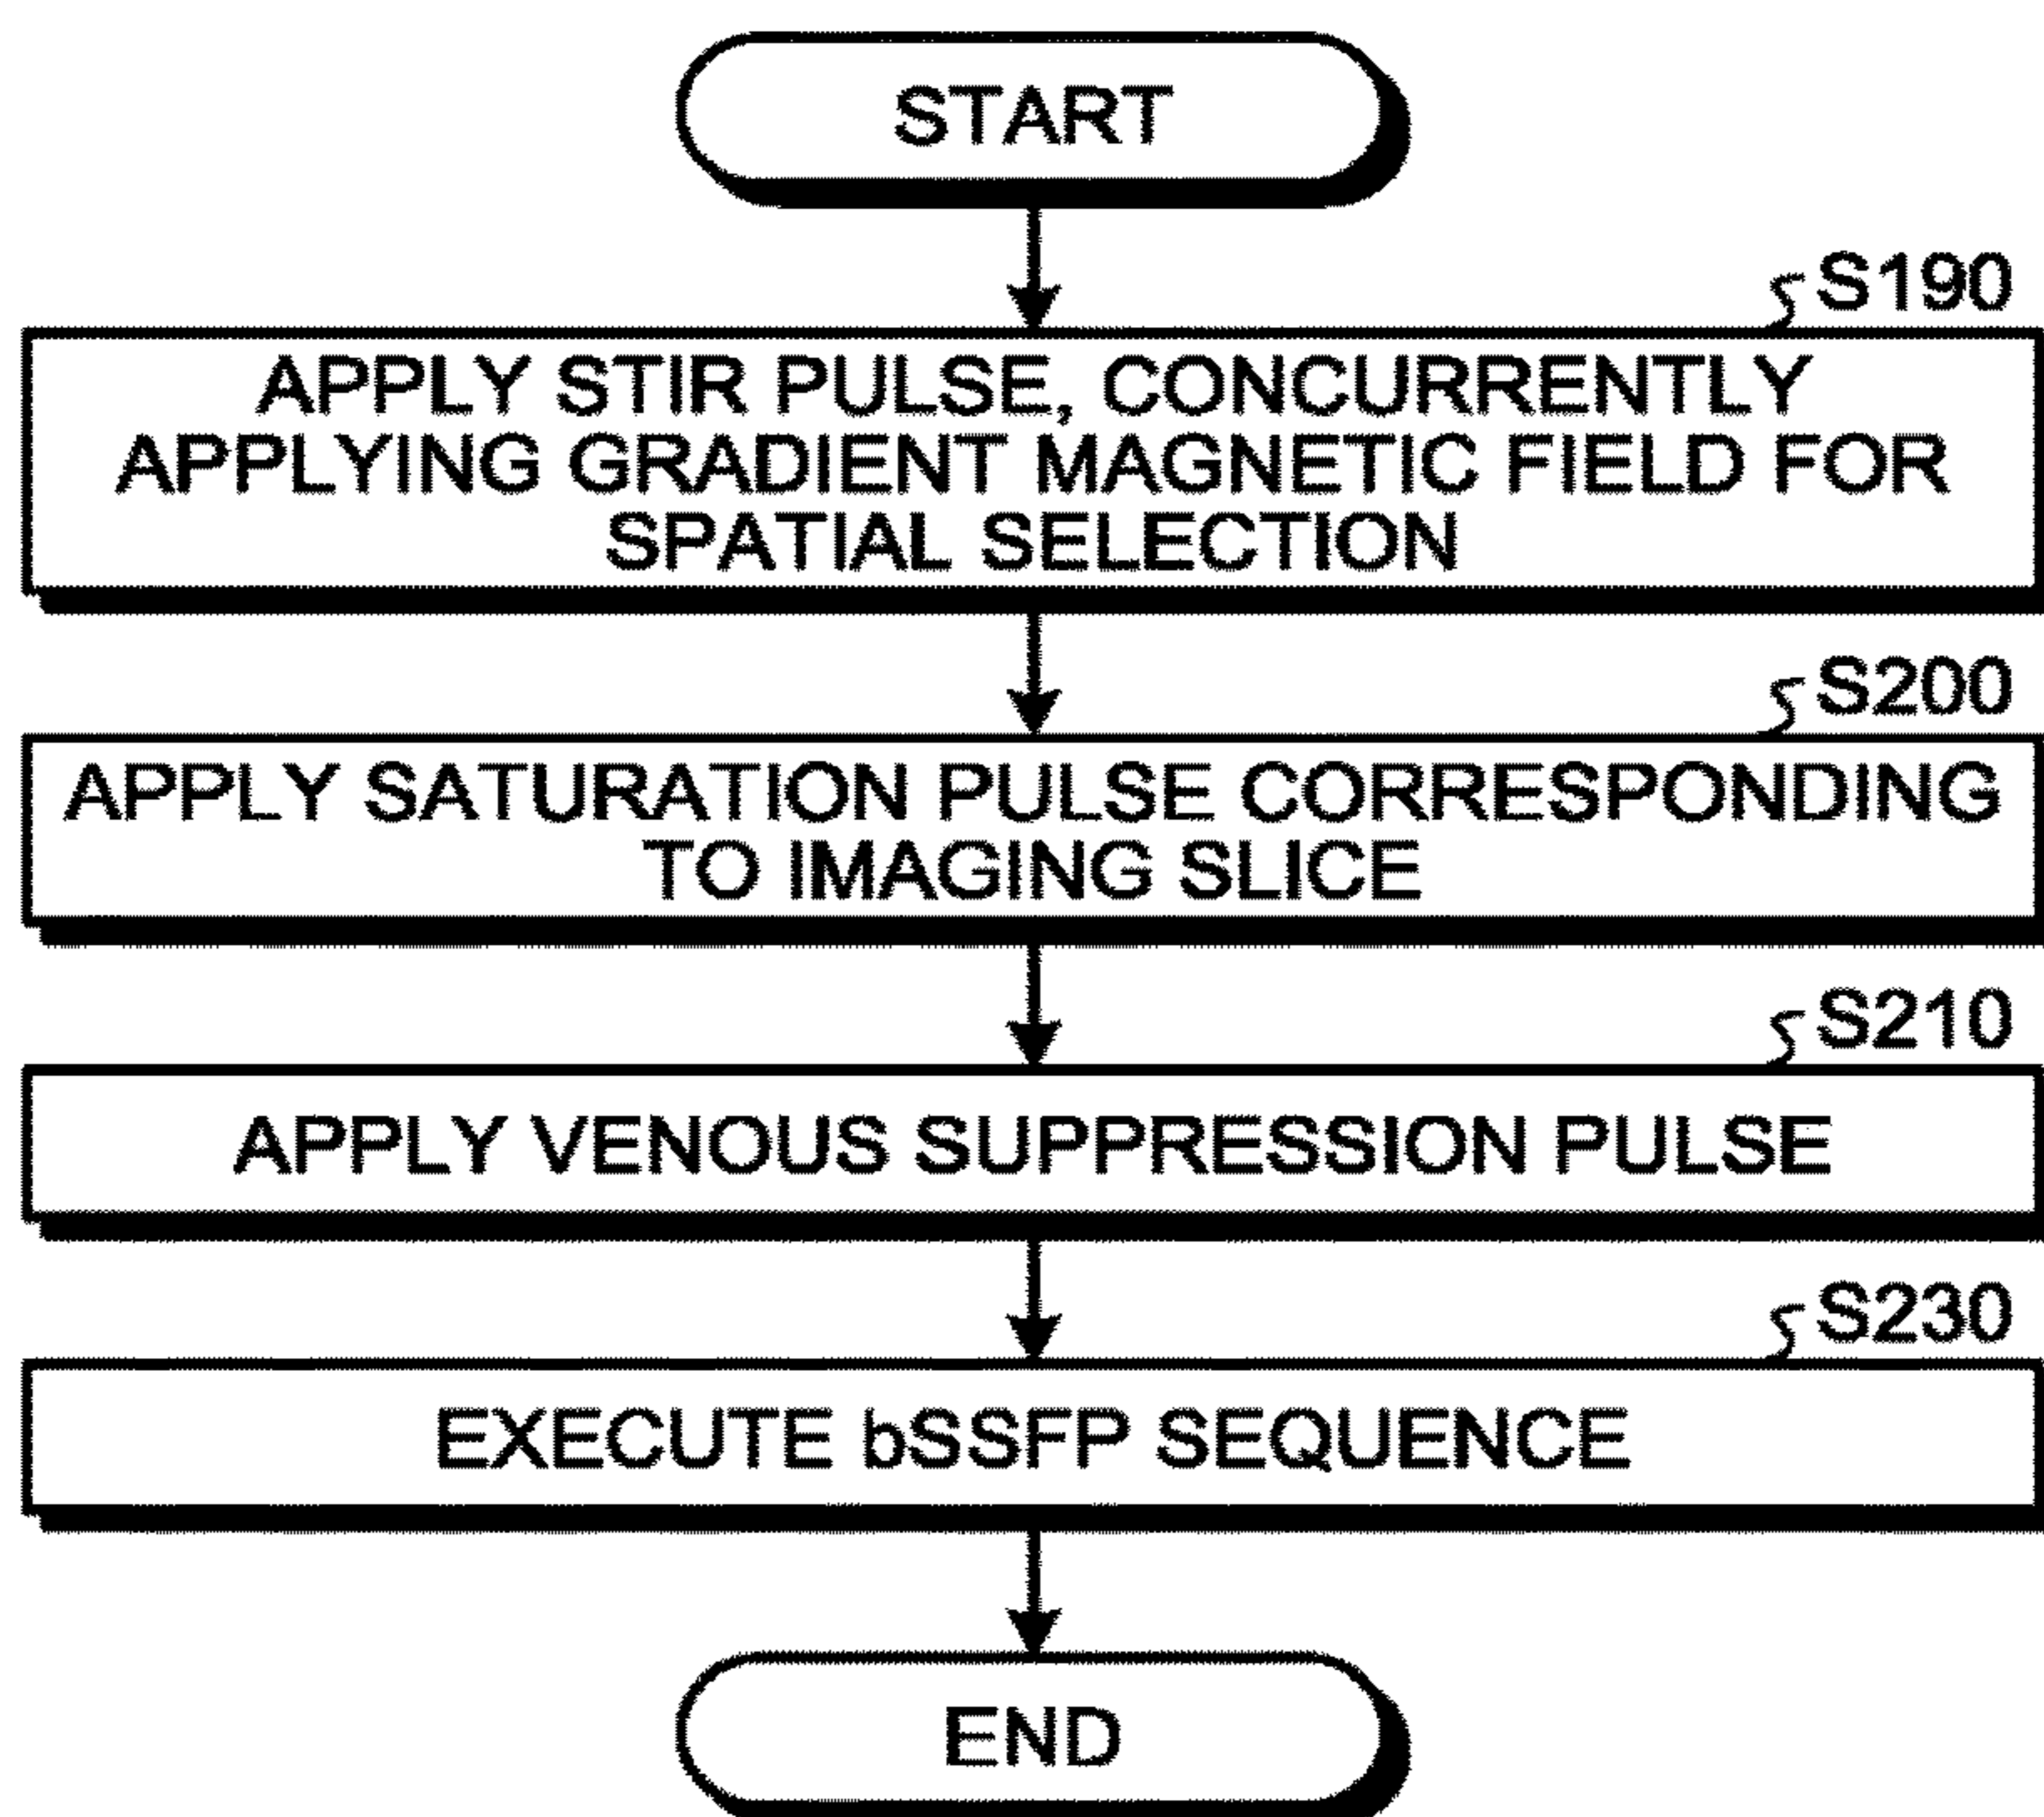 START
S190
APPLY STIR PULSE, CONCURRENTLY
APPLYING GRADIENT MAGNETIC FIELD FOR
SPATIAL SELECTION
S200
APPLY SATURATION PULSE CORRESPONDING
TO IMAGING SLICE
S210
APPLY VENOUS SUPPRESSION PULSE
S230
EXECUTE bSSFP SEQUENCE
END